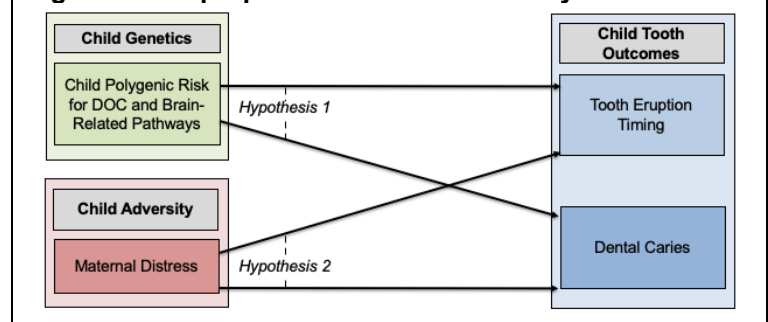 Child Genetics
Child Polygenic Risk
for DOC and Brain-
Related Pathways
Hypothesis 1
Child Adversity
Maternal Distress
Hypothesis 2
Child Tooth
Outcomes
Tooth Eruption
Timing
Dental Caries